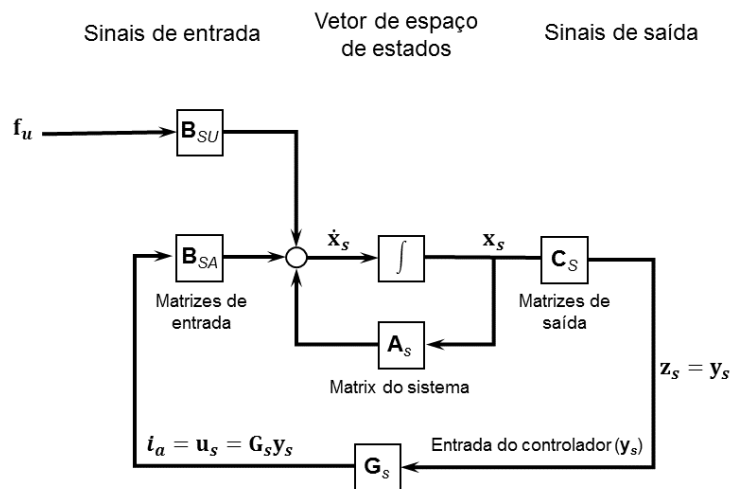 Sinais de entrada
Vetor de espaço
de estados
Sinais de saída
f_u
B_SU
B_SA
Matrizes de
entrada
ẋ_s
∫
x_s
C_S
Matrizes de
saída
A_s
Matrix do sistema
z_s = y_s
i_a = u_s = G_s y_s
G_s
Entrada do controlador (y_s)